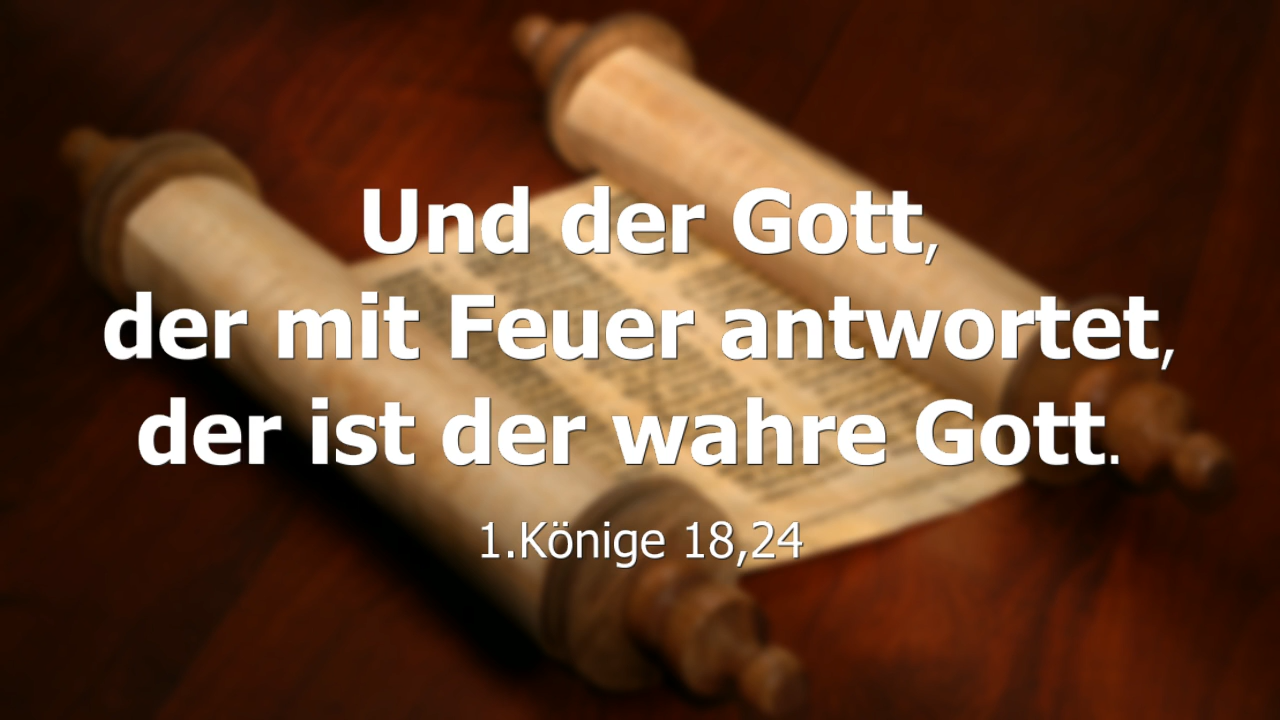 Und der Gott,
der mit Feuer antwortet,
der ist der wahre Gott.
1.Könige 18,24